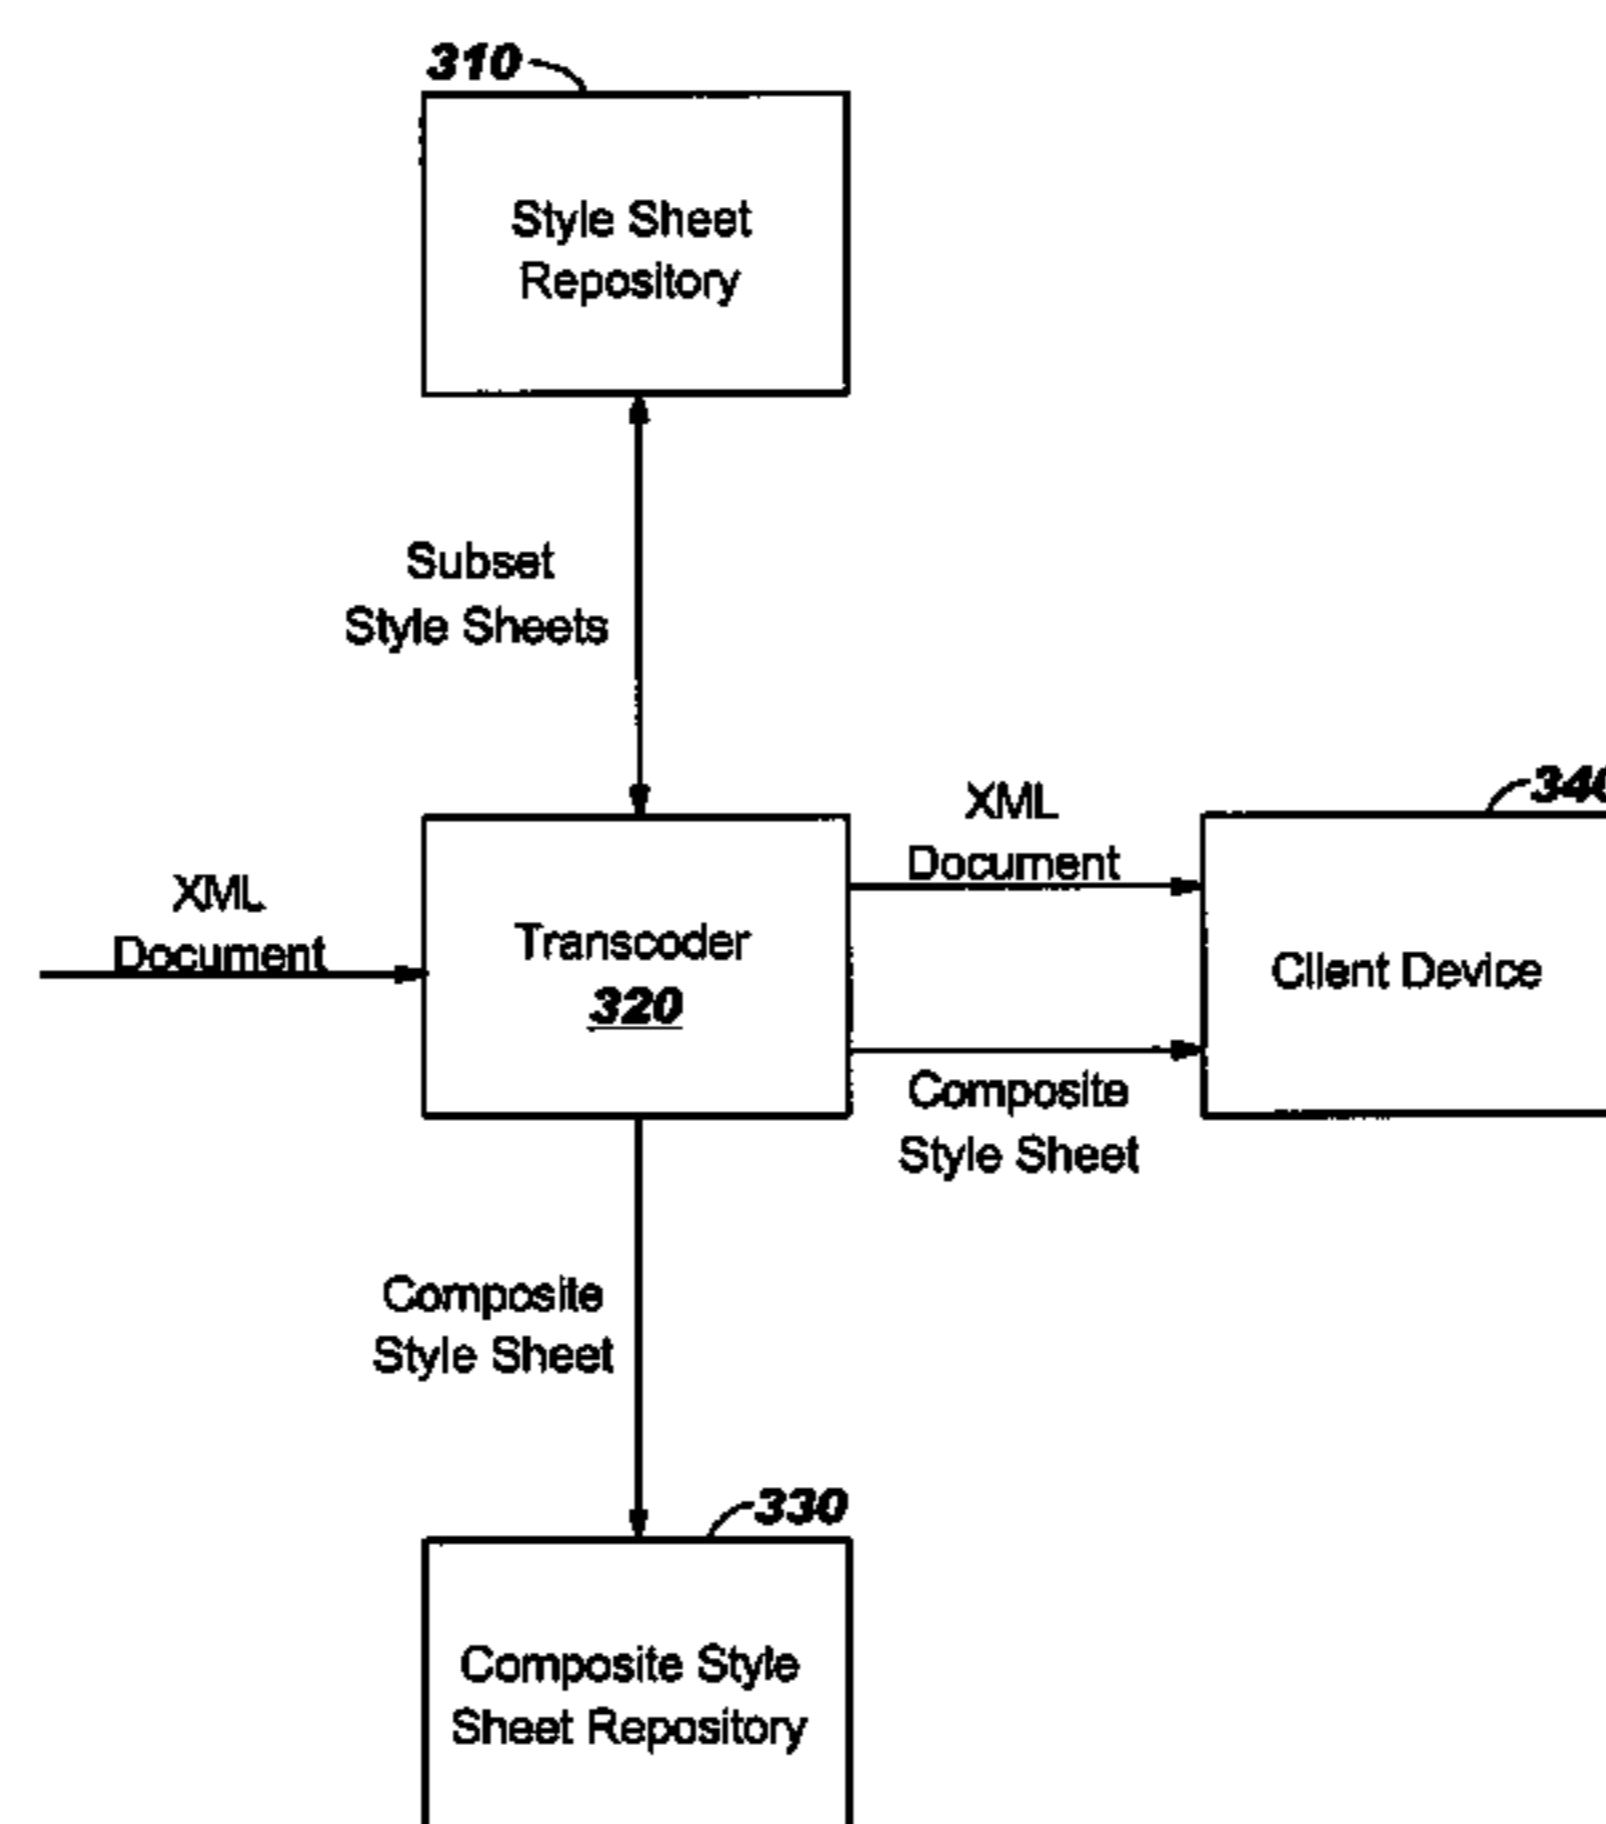 310
Style Sheet
Repository
Subset
Style Sheets
XML
Document
340
Client Device
XML
Document
Transcoder
320
Composite
Style Sheet
Composite
Style Sheet
330
Composite Style
Sheet Repository